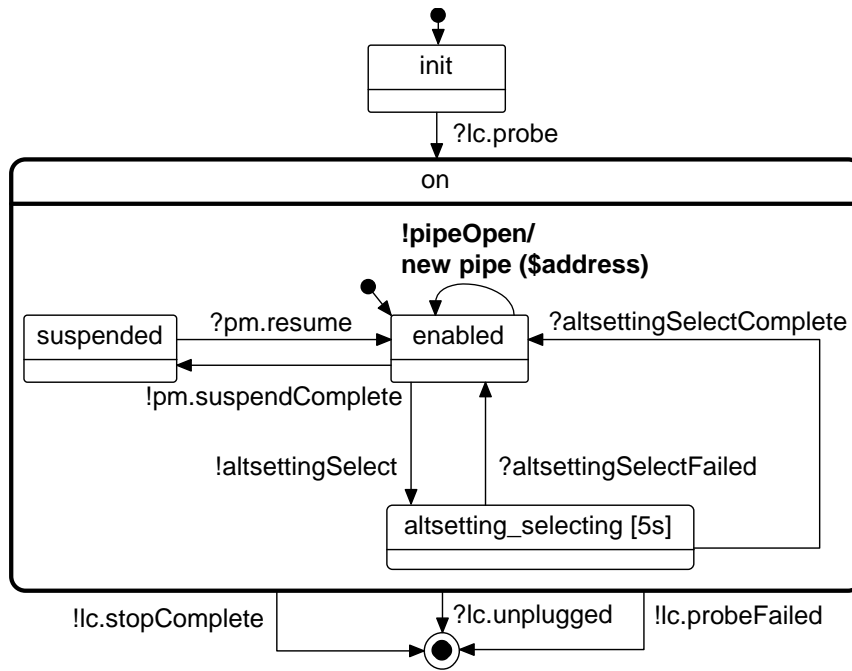 init
?lc.probe
on
!pipeOpen/
new pipe ($address)
suspended
?pm.resume
enabled
?altsettingSelectComplete
!pm.suspendComplete
!altsettingSelect
?altsettingSelectFailed
altsetting_selecting [5s]
!lc.stopComplete
?lc.unplugged
!lc.probeFailed